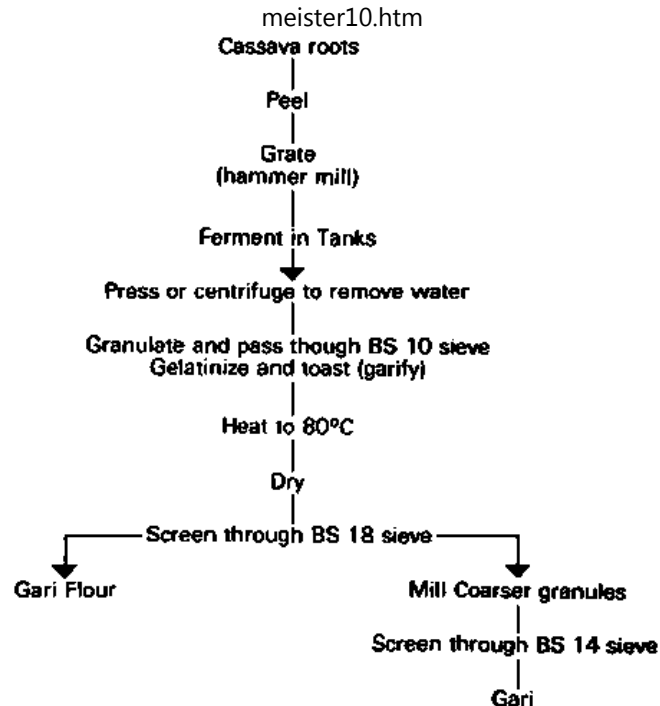 meister10.htm
Cassava roots
Peel
Grate
(hammer mill)
Ferment in Tanks
Press or centrifuge to remove water
Granulate and pass though BS 10 sieve
Gelatinize and toast (garify)
Heat to 80ºC
Dry
Screen through BS 18 sieve
Gari Flour
Mill Coarser granules
Screen through BS 14 sieve
Gari